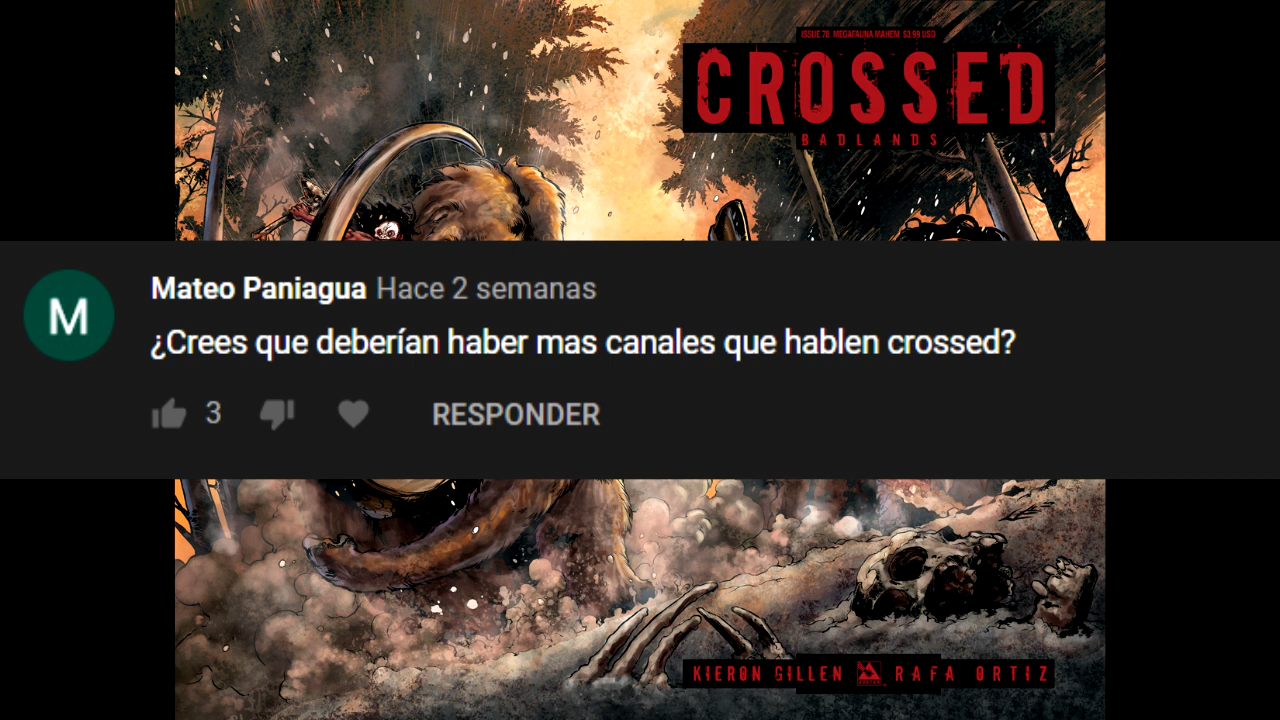 ISSUE 78 MEGAFAUNA MAHEM $3.99 USD
CROSSED
BADLANDS
M
Mateo Paniagua Hace 2 semanas
¿Crees que deberían haber mas canales que hablen crossed?
3
RESPONDER
KIERON GILLEN AVATAR RAFA ORTIZ